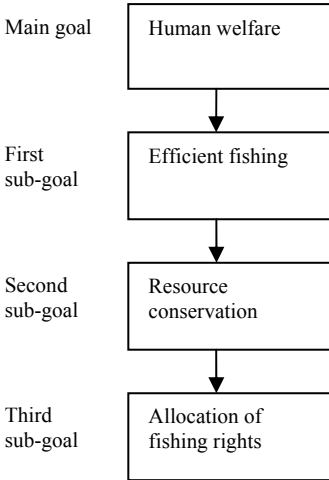 Main goal
Human welfare
First
sub-goal
Efficient fishing
Second
sub-goal
Resource
conservation
Third
sub-goal
Allocation of
fishing rights